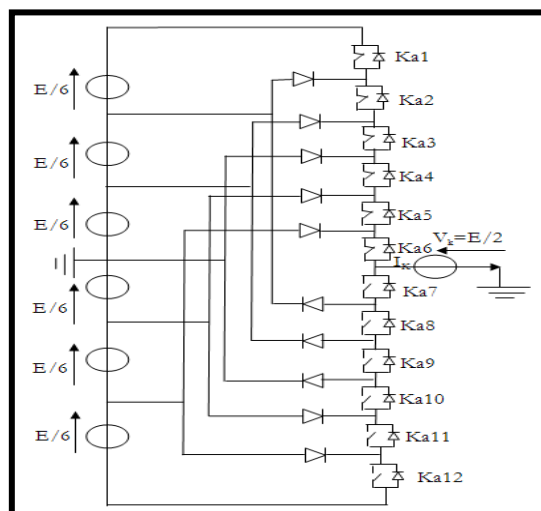 Ka1
E/6
Ka2
Ka3
E/6
Ka4
Ka5
E/6
Vk=E/2
Ka6
IK
Ka7
E/6
Ka8
Ka9
E/6
Ka10
E/6
Ka11
Ka12